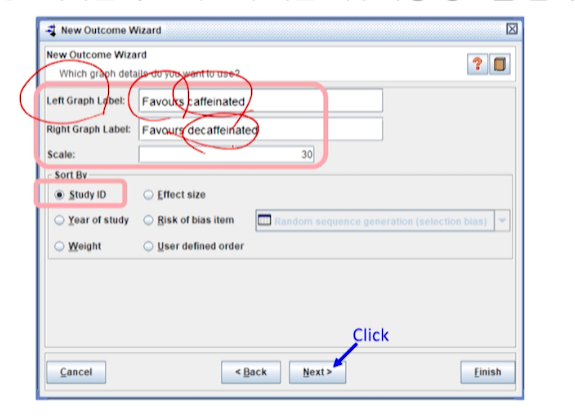 New Outcome Wizard
New Outcome Wizard
Which graph details do you want to use?
Left Graph Label: Favours caffeinated
Right Graph Label: Favours decaffeinated
Scale: 30
Sort By
Study ID Effect size
Year of study Risk of bias item Random sequence generation (selection bias)
Weight User defined order
Click
Cancel < Back Next > Finish